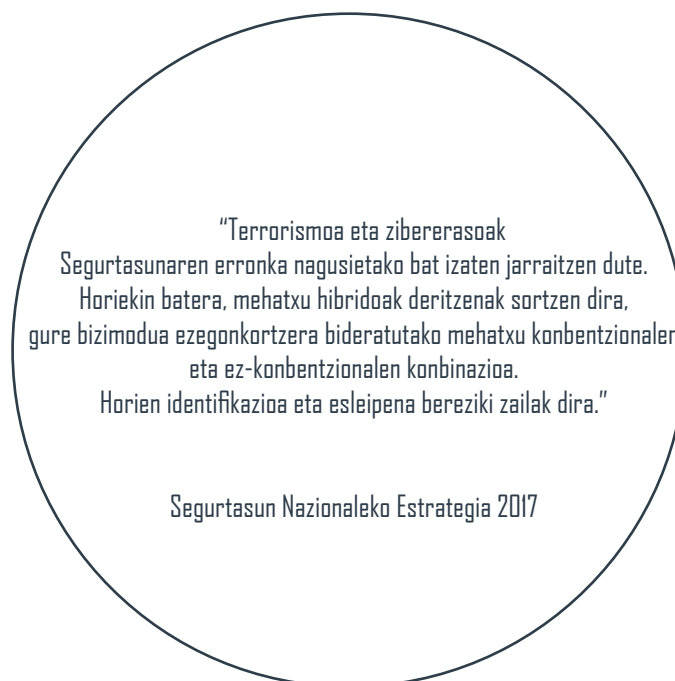 “Terrorismoa eta zibererasoak
Segurtasunaren erronka nagusietako bat izaten jarraitzen dute.
Horiekin batera, mehatxu hibridoak deritzenak sortzen dira,
gure bizimodua ezegonkortzera bideratutako mehatxu konbentzionalen
eta ez-konbentzionalen konbinazioa.
Horien identifikazioa eta esleipena bereziki zailak dira.”
Segurtasun Nazionaleko Estrategia 2017